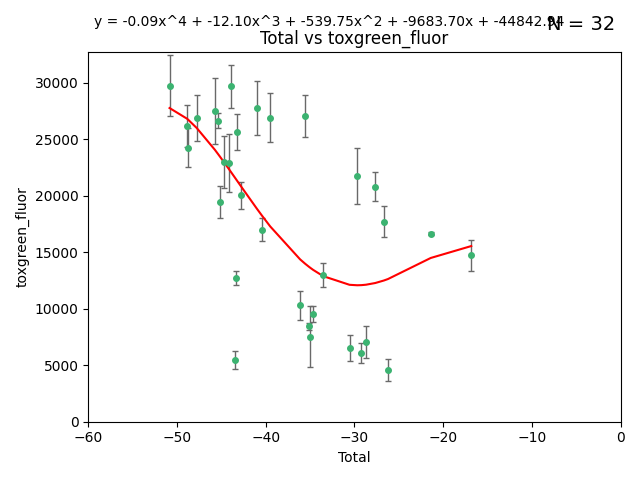 y = -0.09x^4 + -12.10x^3 + -539.75x^2 + -9683.70x + -44842.94
N = 32
Total vs toxgreen_fluor
30000
25000
20000
15000
10000
5000
0
toxgreen_fluor
−60 −50 −40 −30 −20 −10 0
Total